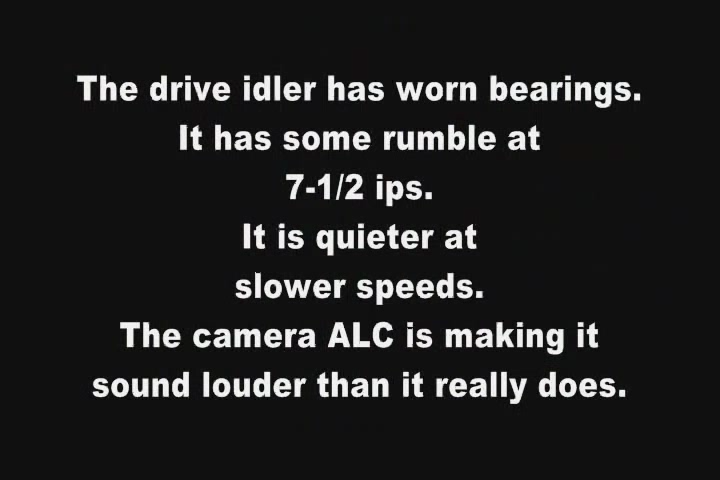 The drive idler has worn bearings.
It has some rumble at
7-1/2 ips.
It is quieter at
slower speeds.
The camera ALC is making it
sound louder than it really does.